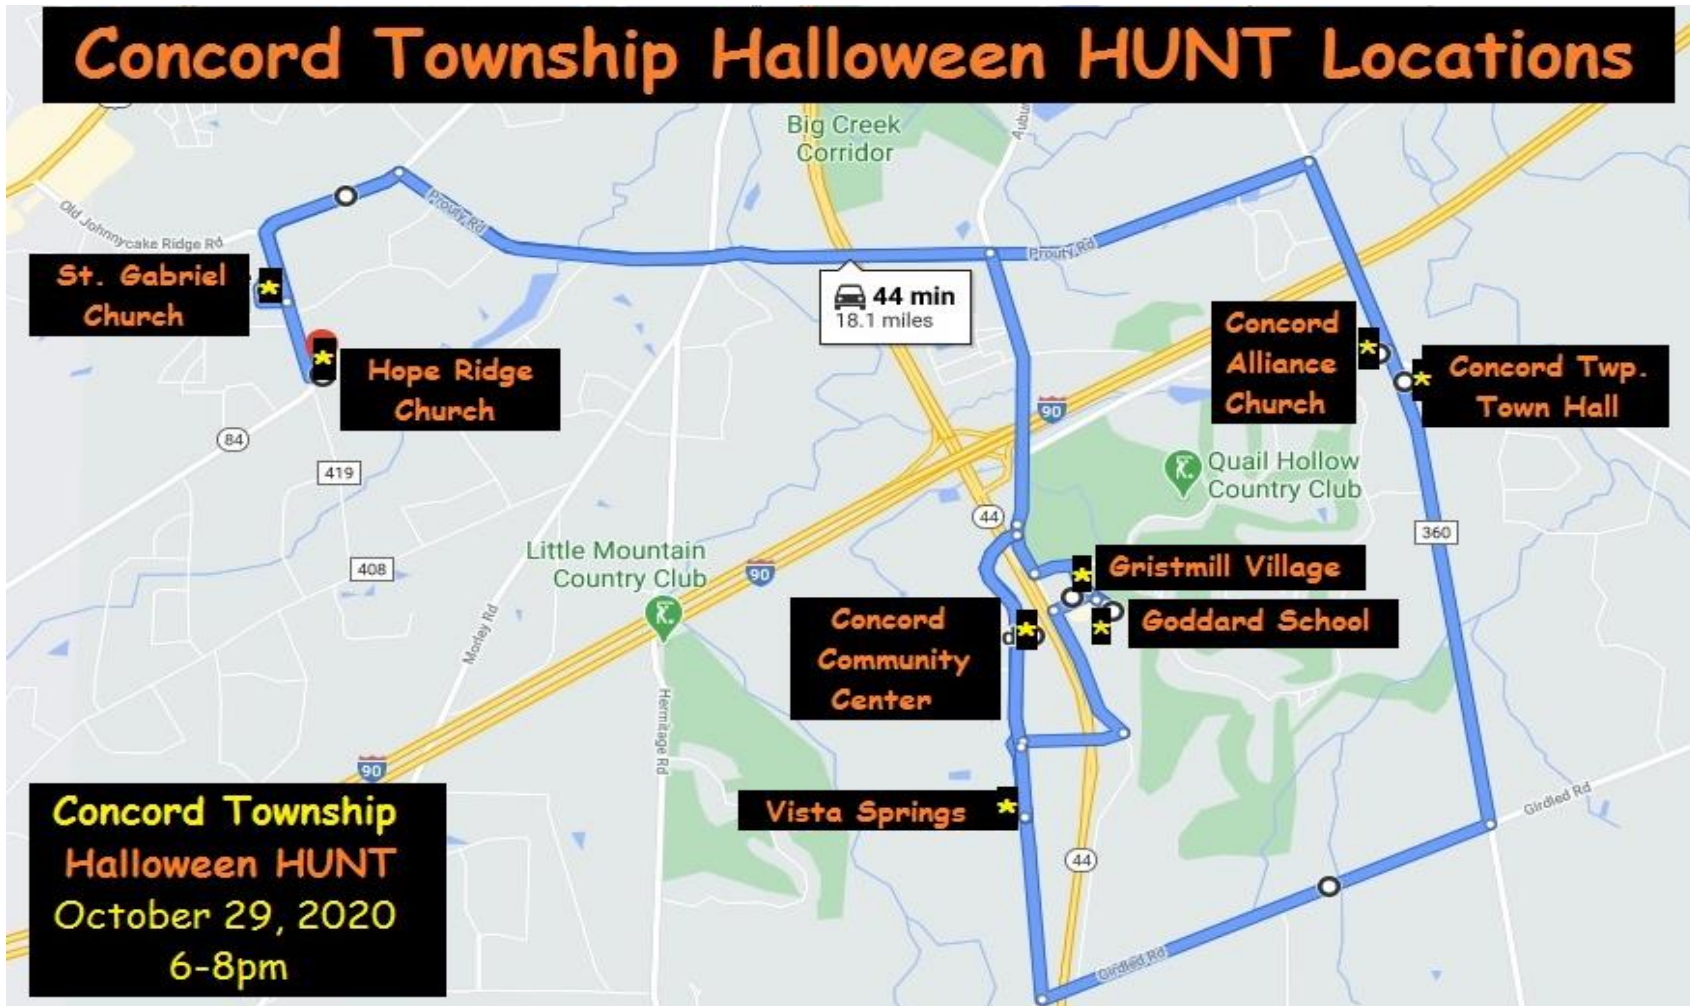 Concord Township Halloween HUNT Locations
Big Creek
Corridor
Aubur
Old Johnnycake Ridge Rd
Prouty Rd
Prouty Rd
St. Gabriel
Church
44 min
18.1 miles
Hope Ridge
Church
Concord
Alliance
Church
Concord Twp.
Town Hall
90
84
419
Quail Hollow
Country Club
44
360
Little Mountain
Country Club
408
90
Gristmill Village
Goddard School
Concord
Community
Center
d
Morley Rd
Hermitage Rd
90
Vista Springs
Girdled Rd
44
Girdled Rd
Concord Township
Halloween HUNT
October 29, 2020
6-8pm